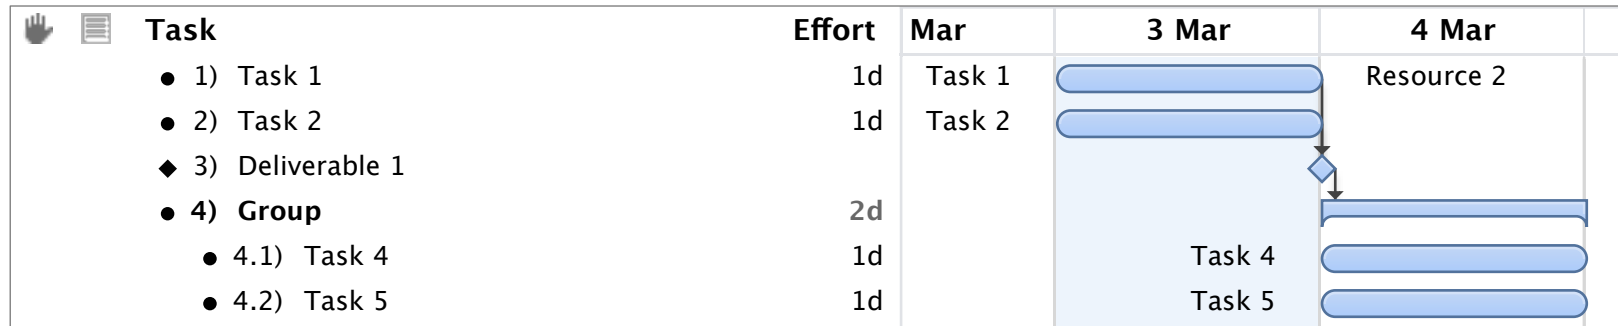 Task Effort Mar 3 Mar 4 Mar
1) Task 1 1d Task 1 Resource 2
2) Task 2 1d Task 2
3) Deliverable 1
4) Group 2d
4.1) Task 4 1d Task 4
4.2) Task 5 1d Task 5